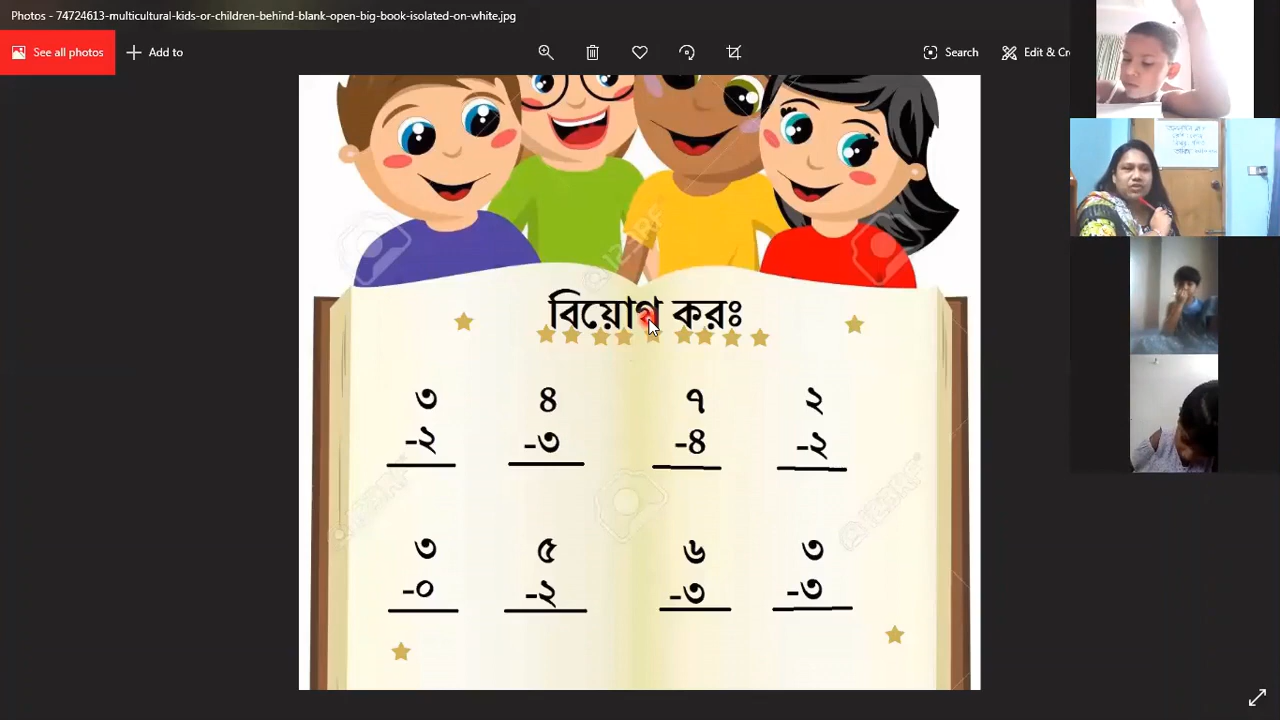 Photos - 74724613-multicultural-kids-or-children-behind-blank-open-big-book-isolated-on-white.jpg
See all photos
Add to
Search
Edit & Cr
বিয়োগ করঃ
৩ ৪ ৭ ২
-২ -৩ -৪ -২
৩ ৫ ৬ ৩
-০ -২ -৩ -৩
123RF